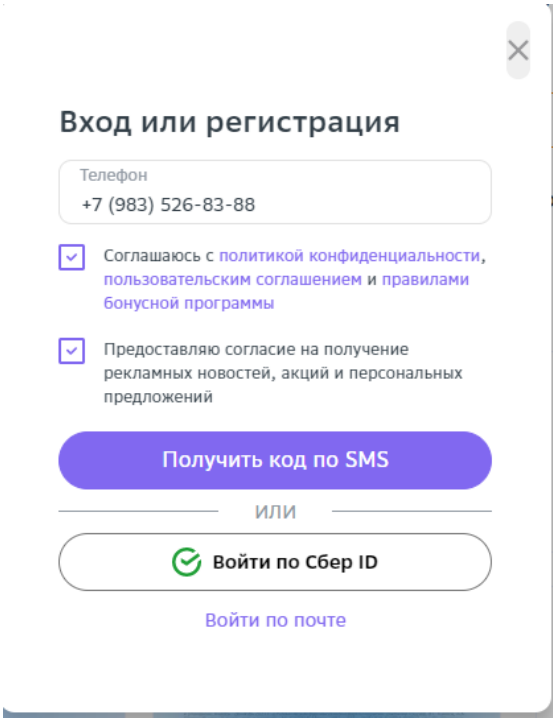 Вход или регистрация
Телефон
+7 (983) 526-83-88
Соглашаюсь с политикой конфиденциальности,
пользовательским соглашением и правилами
бонусной программы
Предоставляю согласие на получение
рекламных новостей, акций и персональных
предложений
Получить код по SMS
ИЛИ
Войти по Сбер ID
Войти по почте